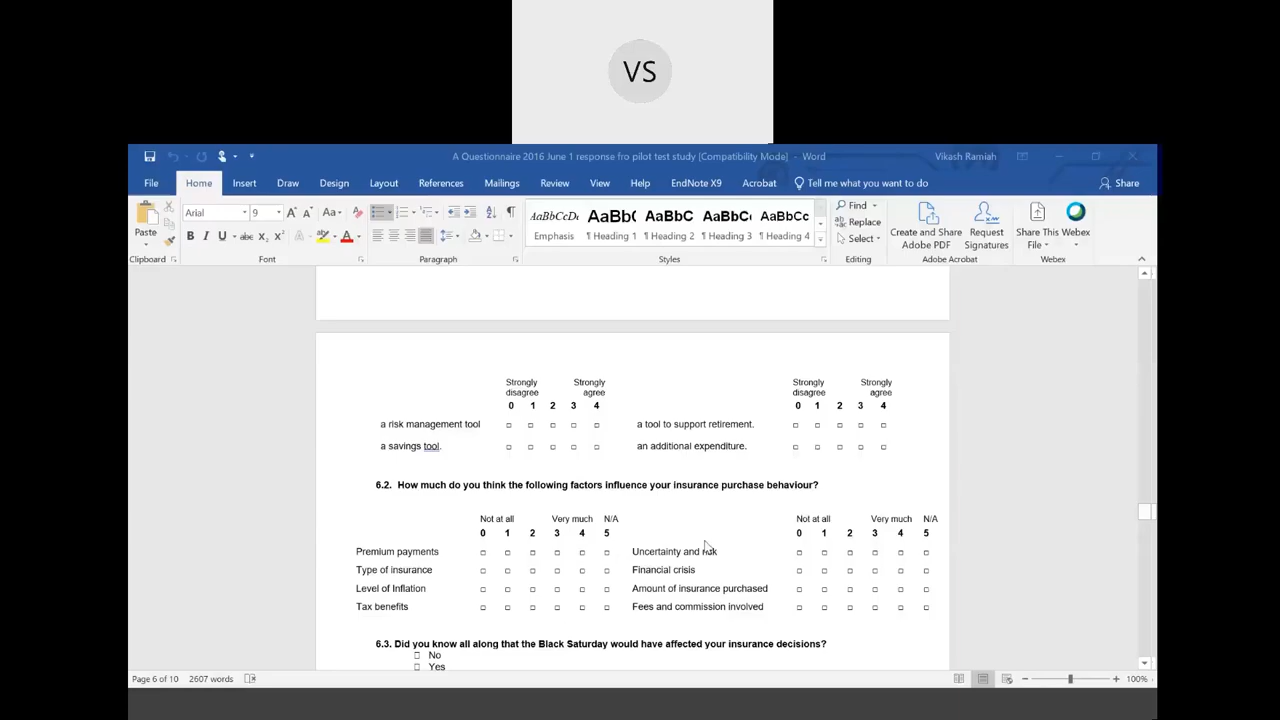 VS
A Questionnaire 2016 June 1 response fro pilot test study [Compatibility Mode] - Word
Vikash Ramiah
File Home Insert Draw Design Layout References Mailings Review View Help EndNote X9 Acrobat Tell me what you want to do Share
Paste
Arial 9
Find
Replace
Select
AaBbCcDc AaBbC AaBbC AaBbCc AaBbCc
Emphasis ¶ Heading 1 ¶ Heading 2 ¶ Heading 3 ¶ Heading 4
Create and Share Adobe PDF
Request Signatures
Share This File
Webex
Clipboard Font Paragraph Styles Editing Adobe Acrobat Webex
Strongly disagree Strongly agree Strongly disagree Strongly agree
0 1 2 3 4 0 1 2 3 4
a risk management tool a tool to support retirement.
a savings tool. an additional expenditure.
6.2. How much do you think the following factors influence your insurance purchase behaviour?
Not at all Very much N/A Not at all Very much N/A
0 1 2 3 4 5 0 1 2 3 4 5
Premium payments Uncertainty and risk
Type of insurance Financial crisis
Level of Inflation Amount of insurance purchased
Tax benefits Fees and commission involved
6.3. Did you know all along that the Black Saturday would have affected your insurance decisions?
No
Yes
Page 6 of 10 2607 words 100%